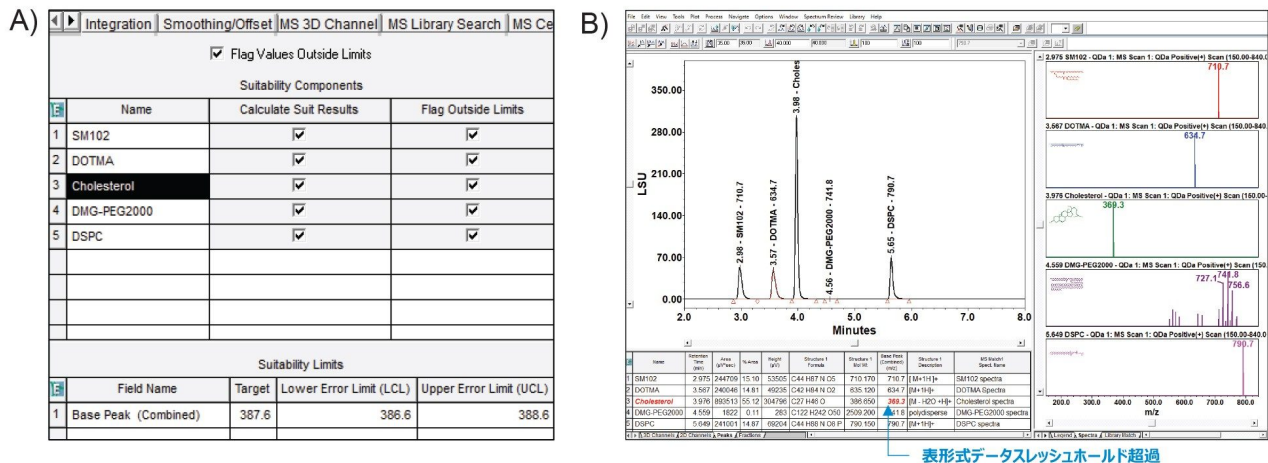 A)
Integration Smoothing/Offset MS 3D Channel MS Library Search MS Ce
Flag Values Outside Limits
Suitability Components
Name Calculate Suit Results Flag Outside Limits
1 SM102
2 DOTMA
3 Cholesterol
4 DMG-PEG2000
5 DSPC
Suitability Limits
Field Name Target Lower Error Limit (LCL) Upper Error Limit (UCL)
1 Base Peak (Combined) 387.6 386.6 388.6
B)
File Edit View Tools Plot Process Navigate Options Window Spectrum Review Library Help
LSU
350.00
280.00
210.00
140.00
70.00
0.00
2.98 - SM102 - 710.7
3.57 - DOTMA - 634.7
3.98 - Choles
4.56 - DMG-PEG2000 - 741.8
5.65 - DSPC - 790.7
2.0 3.0 4.0 5.0 6.0 7.0 8.0
Minutes
2.975 SM102 - QDa 1: MS Scan 1: QDa Positive(+) Scan (150.00-840.0
710.7
3.567 DOTMA - QDa 1: MS Scan 1: QDa Positive(+) Scan (150.00-840.
634.7
3.976 Cholesterol - QDa 1: MS Scan 1: QDa Positive(+) Scan (150.00-
369.3
4.559 DMG-PEG2000 - QDa 1: MS Scan 1: QDa Positive(+) Scan (150.
727.1 741.8 756.6
5.649 DSPC - QDa 1: MS Scan 1: QDa Positive(+) Scan (150.00-840.0
790.7
200.0 300.0 400.0 500.0 600.0 700.0 800.0
m/z
Name Retention Time (min) Area (µV*sec) % Area Height (µV) Structure 1 Formula Structure 1 Mol Wt Base Peak (Combined) (m/z) Structure 1 Description MS Match1 Spect. Name
1 SM102 2.975 244709 15.10 53505 C44 H87 N O5 710.170 710.7 [M+1H]+ SM102 spectra
2 DOTMA 3.567 240046 14.81 49235 C42 H84 N O2 635.120 634.7 [M+1H]+ DOTMA Spectra
3 Cholesterol 3.976 893513 55.12 304796 C27 H46 O 386.650 369.3 [M - H2O +H]+ Cholesterol spectra
4 DMG-PEG2000 4.559 1822 0.11 283 C122 H242 O50 2509.200 41.8 polydisperse DMG-PEG2000 spectra
5 DSPC 5.649 241001 14.87 69204 C44 H88 N O8 P 790.150 790.7 [M+1H]+ DSPC spectra
3D Channels 2D Channels Peaks Fractions
Legend Spectra Library Match
表形式データスレッシュホールド超過